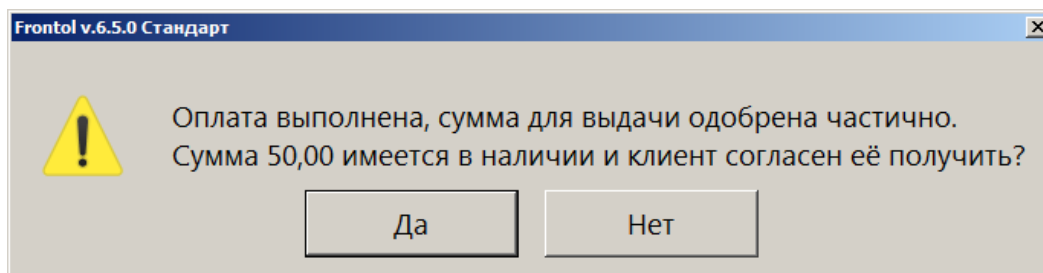 Frontol v.6.5.0 Стандарт
Оплата выполнена, сумма для выдачи одобрена частично.
Сумма 50,00 имеется в наличии и клиент согласен её получить?
Да
Нет